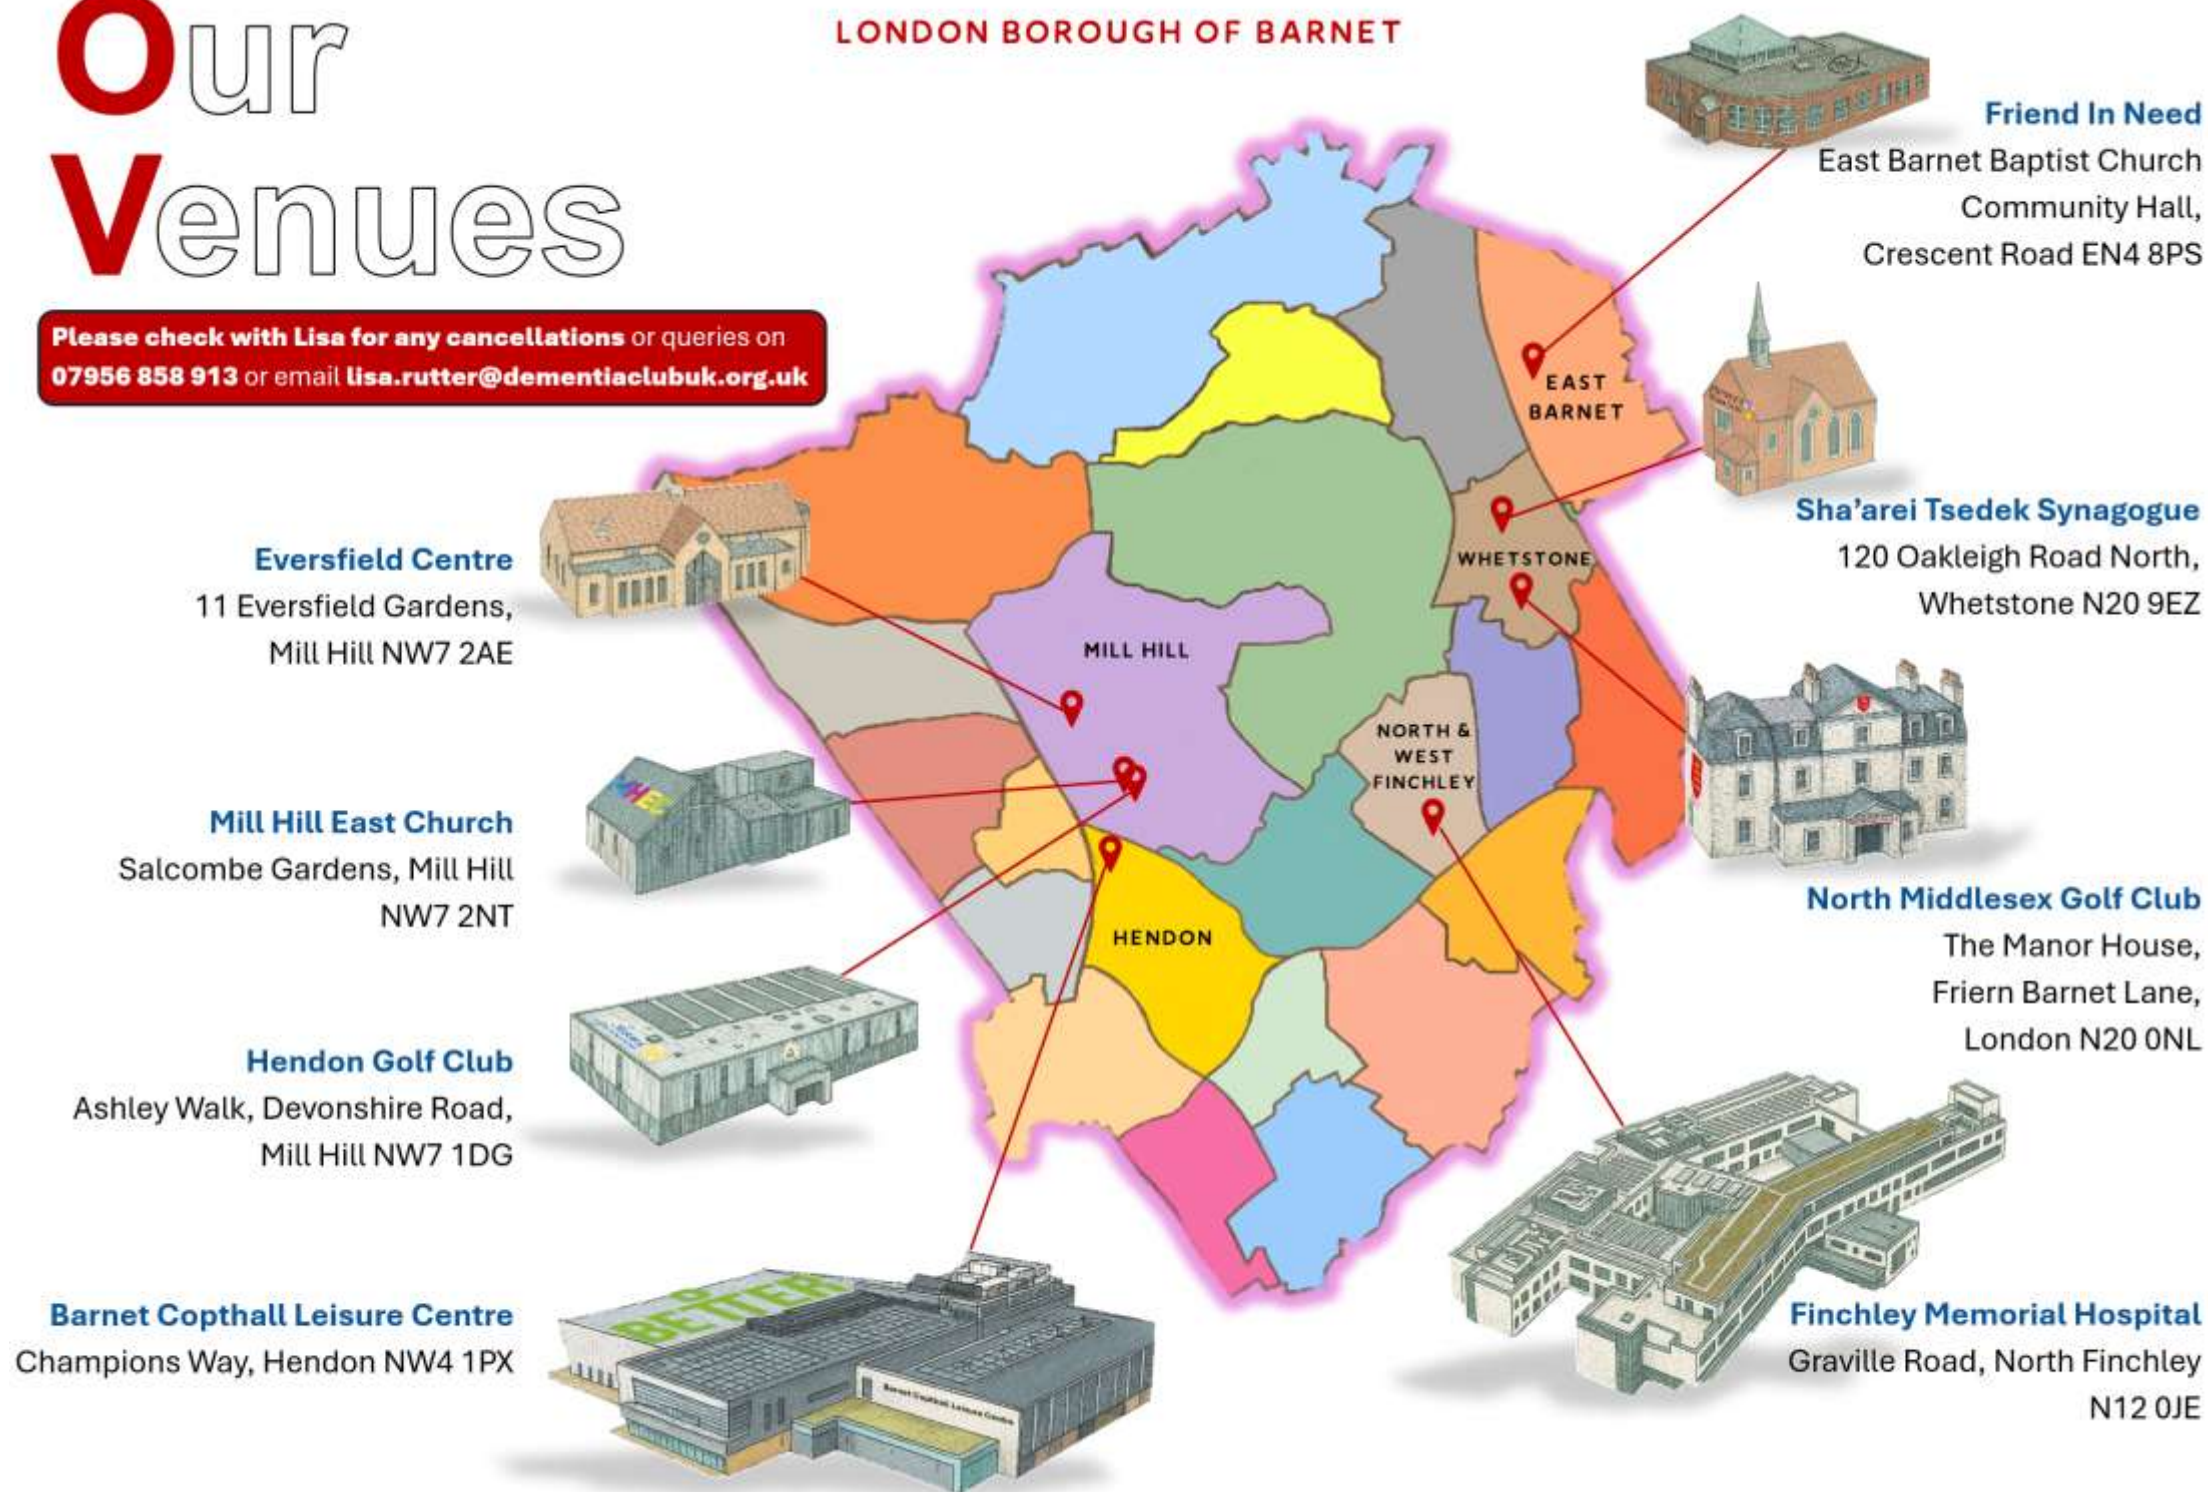 Our
Venues
LONDON BOROUGH OF BARNET
Please check with Lisa for any cancellations or queries on
07956 858 913 or email lisa.rutter@dementiaclubuk.org.uk
Friend In Need
East Barnet Baptist Church
Community Hall,
Crescent Road EN4 8PS
EAST
BARNET
Sha'arei Tsedek Synagogue
120 Oakleigh Road North,
Whetstone N20 9EZ
WHETSTONE
Eversfield Centre
11 Eversfield Gardens,
Mill Hill NW7 2AE
MILL HILL
NORTH &
WEST
FINCHLEY
Mill Hill East Church
Salcombe Gardens, Mill Hill
NW7 2NT
North Middlesex Golf Club
The Manor House,
Friern Barnet Lane,
London N20 0NL
HENDON
Hendon Golf Club
Ashley Walk, Devonshire Road,
Mill Hill NW7 1DG
Barnet Copthall Leisure Centre
Champions Way, Hendon NW4 1PX
BETTER
Barnet Copthall Leisure Centre
Finchley Memorial Hospital
Graville Road, North Finchley
N12 0JE